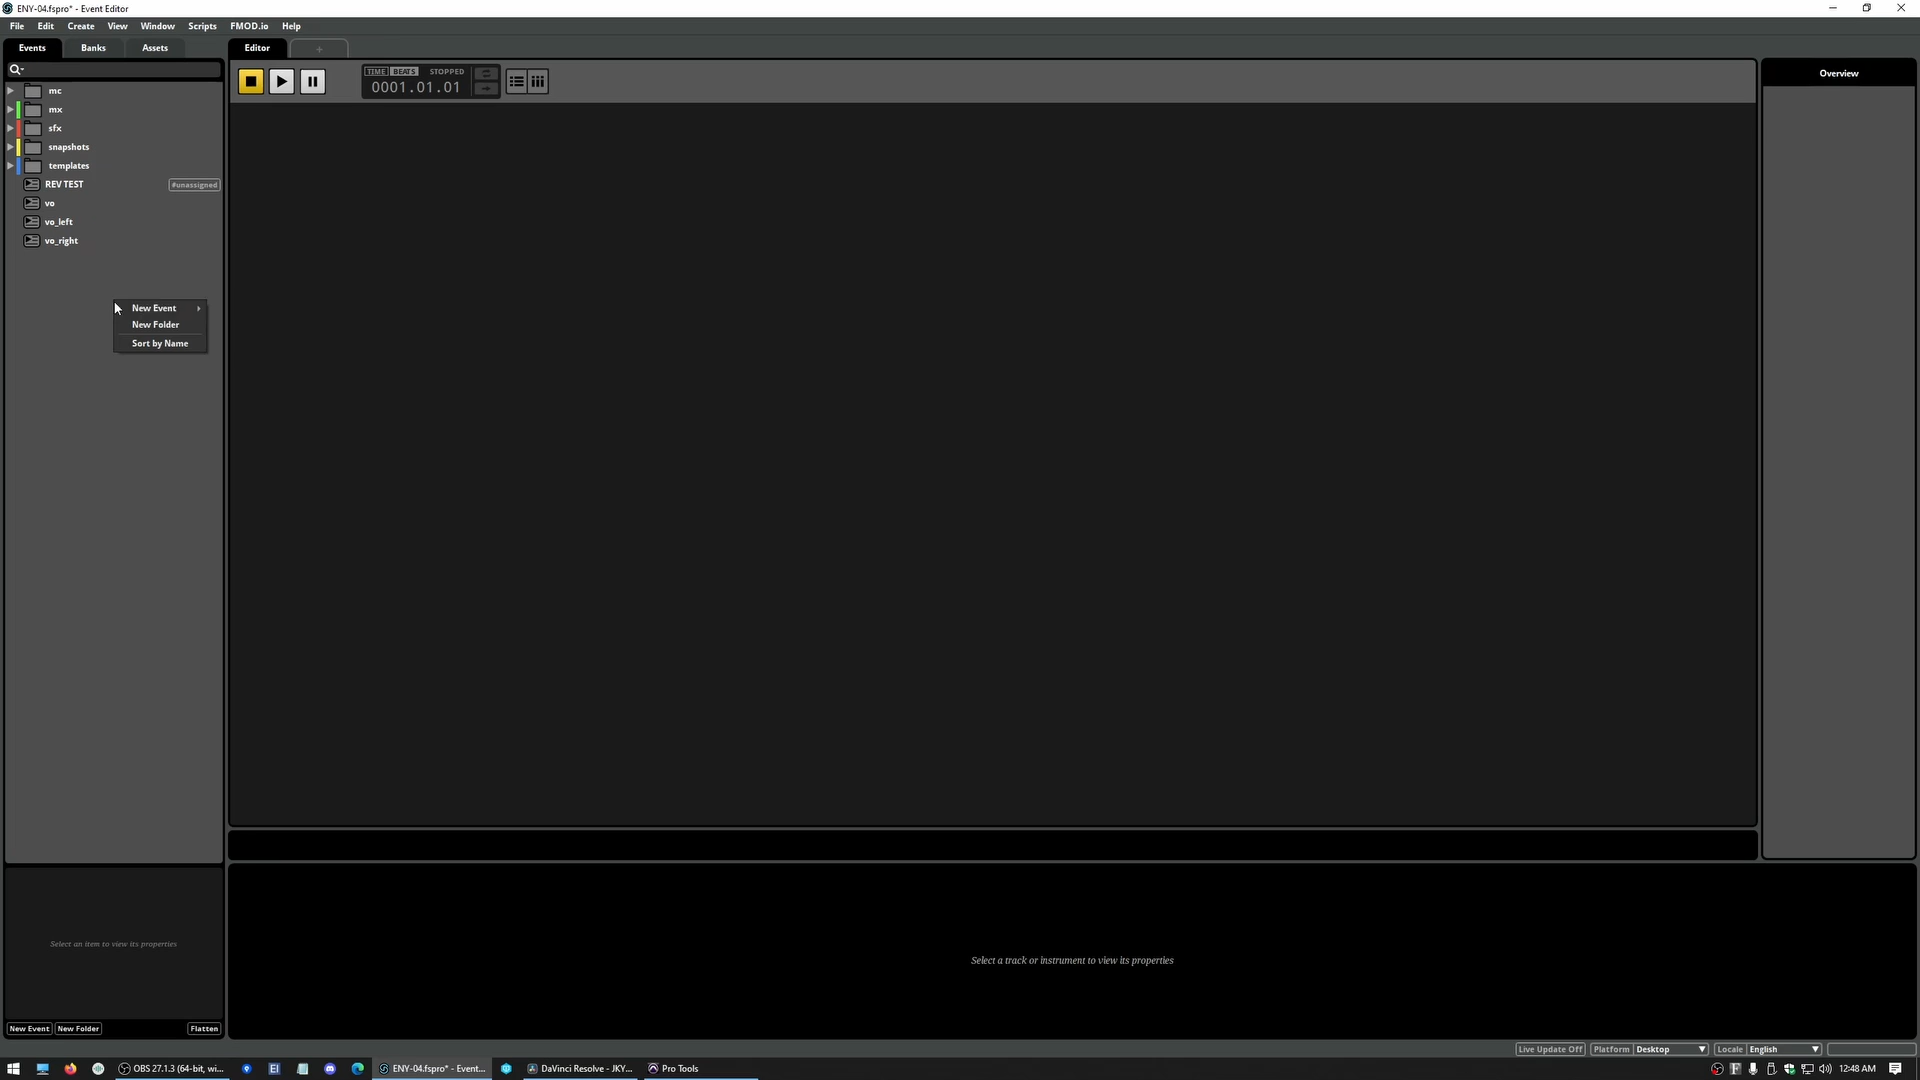 ENY-04.fspro* - Event Editor
File Edit Create View Window Scripts FMOD.io Help
Events Banks Assets Editor +
TIME BEATS STOPPED
0001.01.01
Overview
mc
mx
sfx
snapshots
templates
REV TEST #unassigned
vo
vo_left
vo_right
New Event
New Folder
Sort by Name
Select an item to view its properties
Select a track or instrument to view its properties
New Event New Folder Flatten
Live Update Off Platform Desktop Locale English
OBS 27.1.3 (64-bit, wi... EI ENY-04.fspro* - Event... DaVinci Resolve - JKY... Pro Tools 12:48 AM